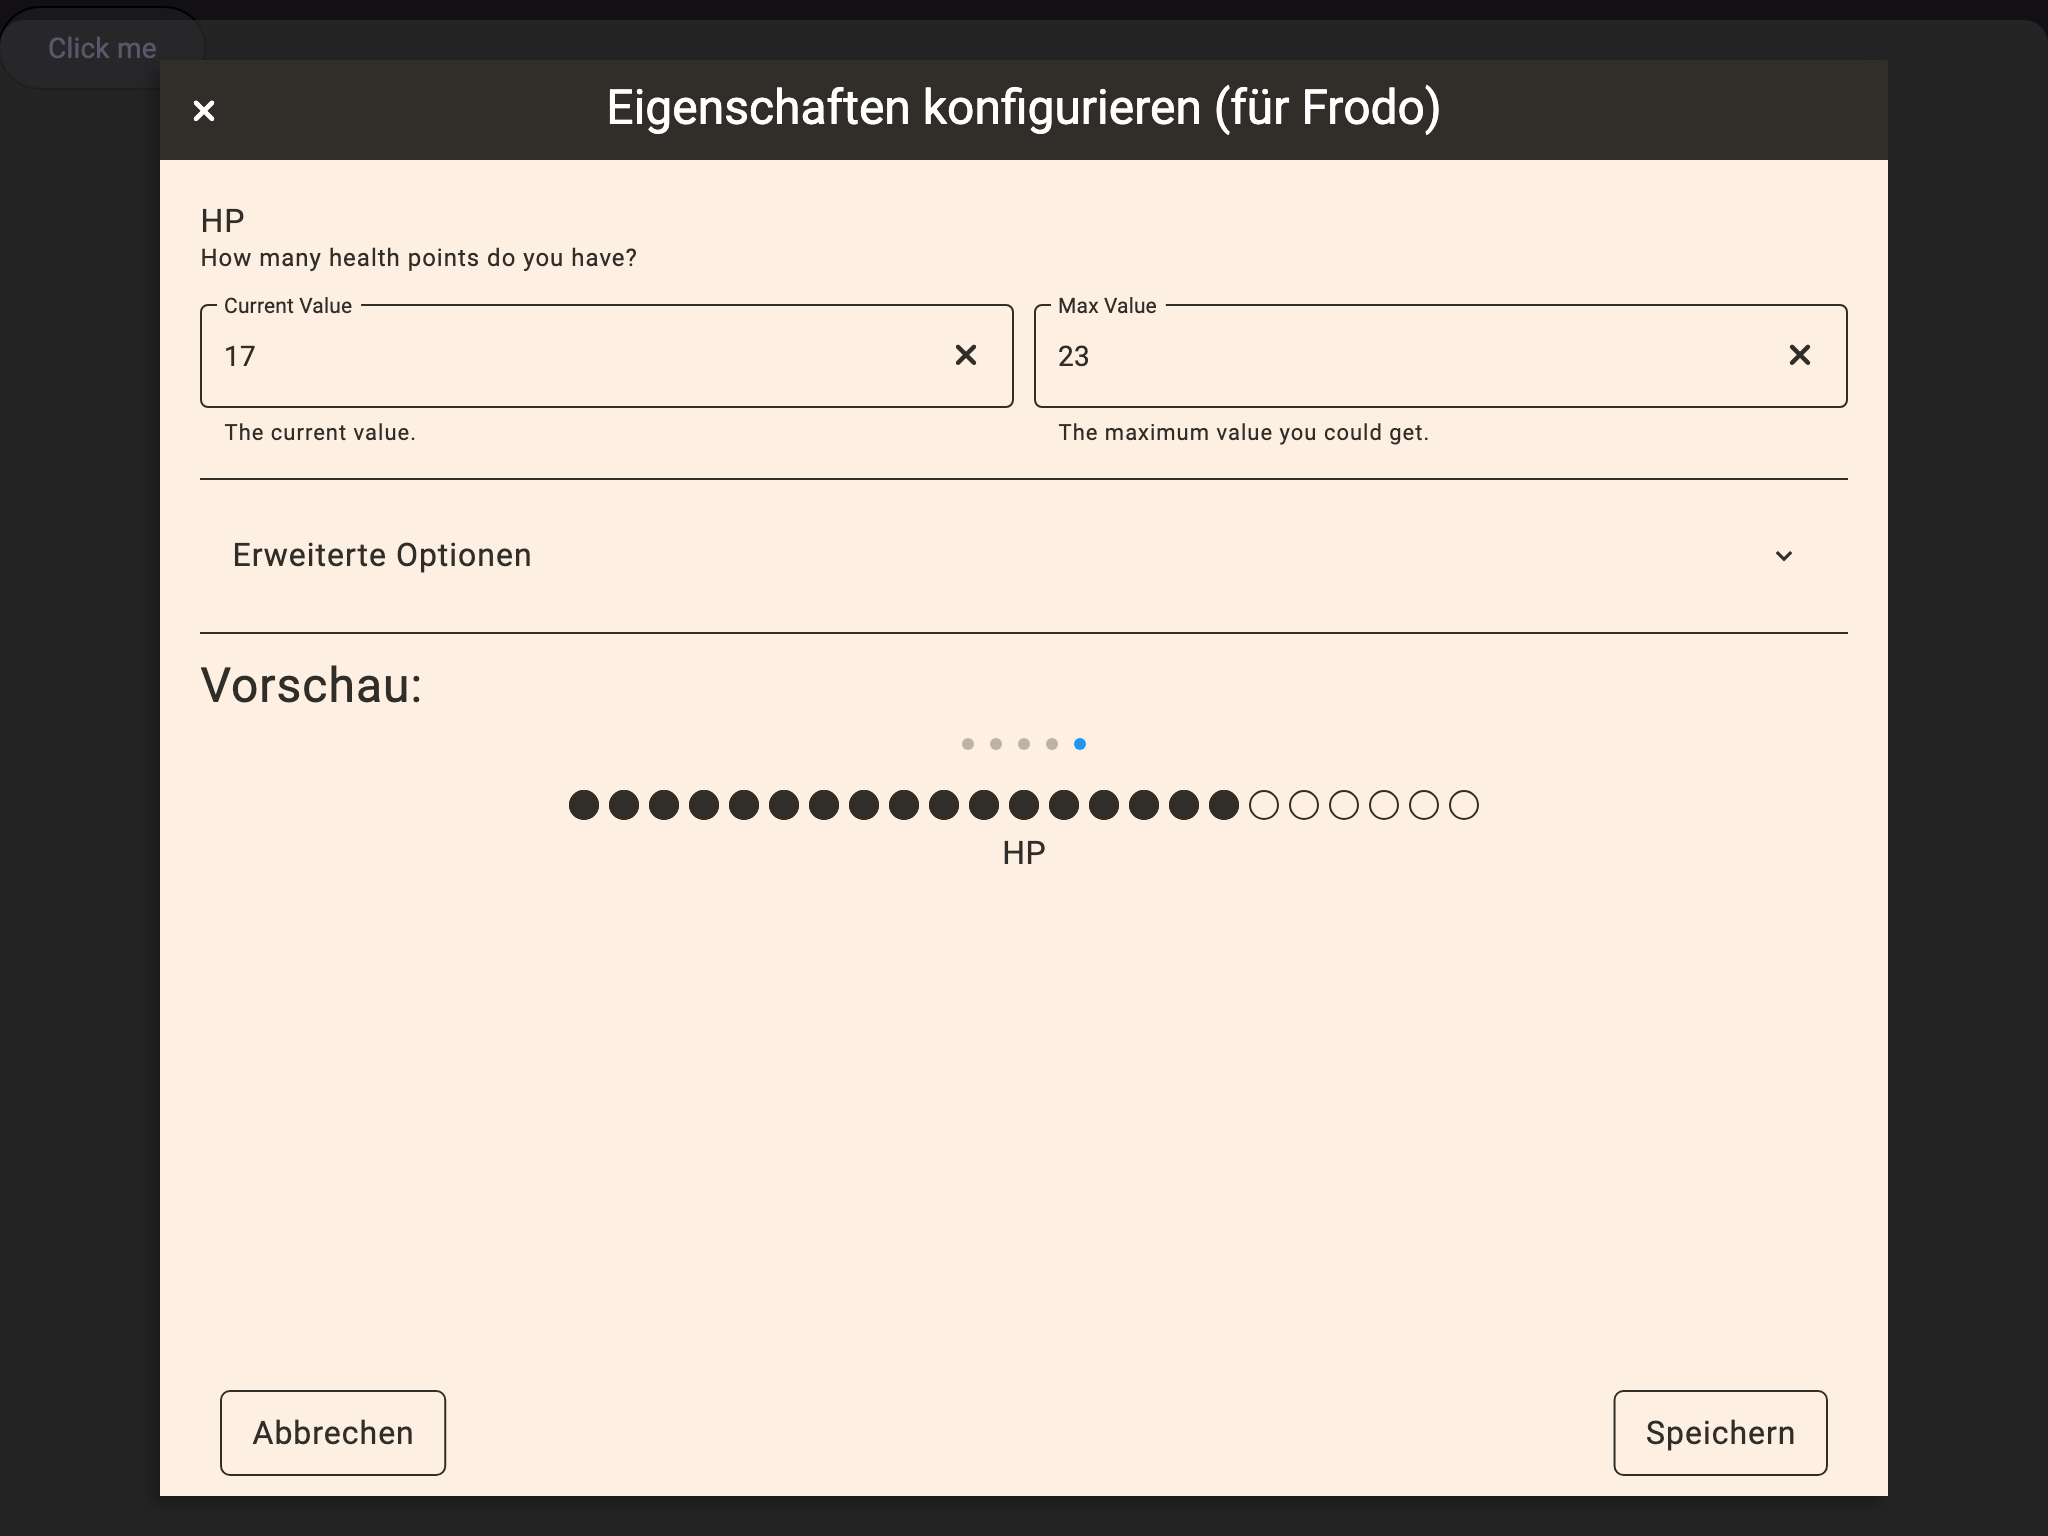 Click me
Eigenschaften konfigurieren (für Frodo)
HP
How many health points do you have?
Current Value
17
The current value.
Max Value
23
The maximum value you could get.
Erweiterte Optionen
Vorschau:
HP
Abbrechen
Speichern